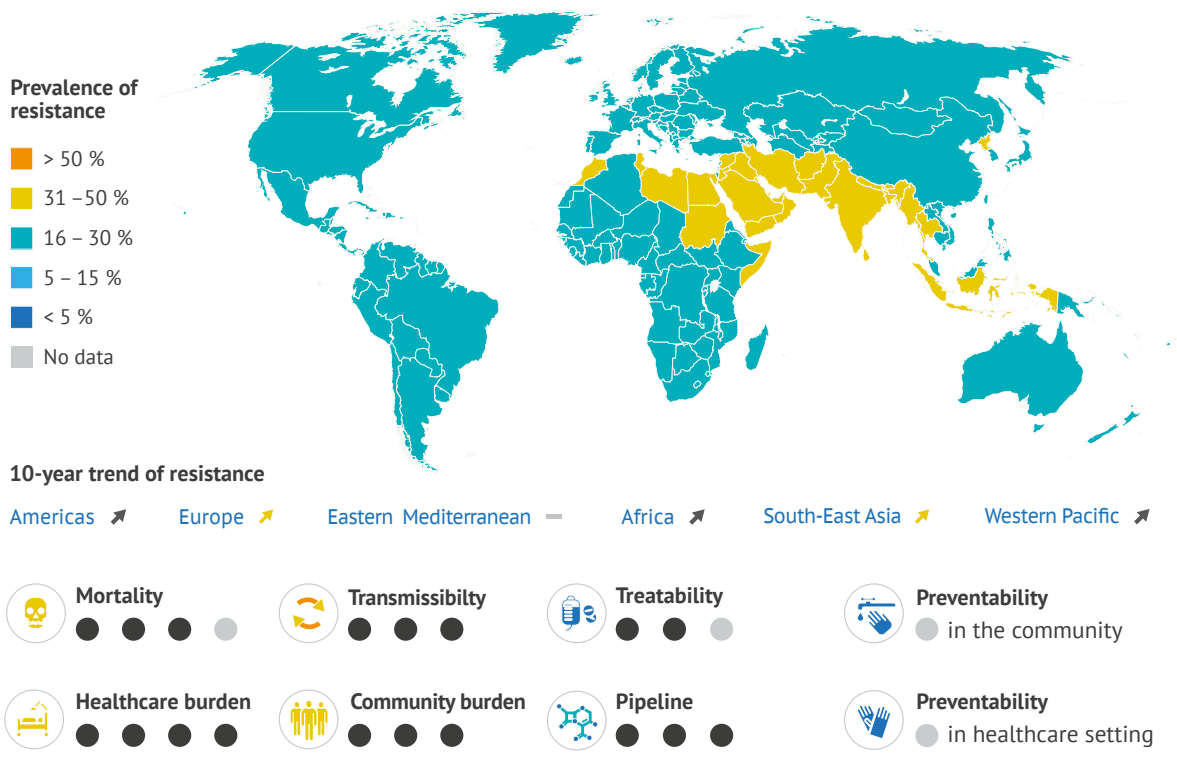 Prevalence of
resistance
> 50 %
31 –50 %
16 – 30 %
5 – 15 %
< 5 %
No data
10-year trend of resistance
Americas
Europe
Eastern Mediterranean
Africa
South-East Asia
Western Pacific
Mortality
Transmissibilty
Treatability
Preventability
in the community
Healthcare burden
Community burden
Pipeline
Preventability
in healthcare setting